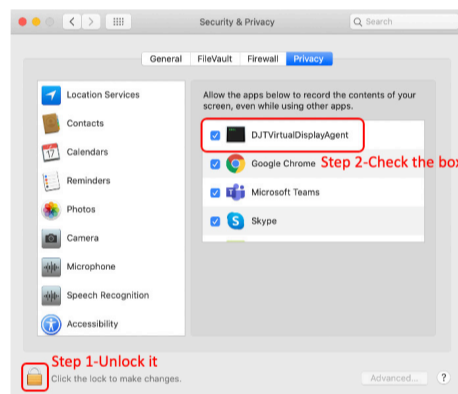 Security & Privacy
Search
General FileVault Firewall Privacy
Location Services
Contacts
Calendars
Reminders
Photos
Camera
Microphone
Speech Recognition
Accessibility
Allow the apps below to record the contents of your
screen, even while using other apps.
DJTVirtualDisplayAgent
Google Chrome
Step 2-Check the box
Microsoft Teams
Skype
17
Step 1-Unlock it
Click the lock to make changes.
Advanced...
?